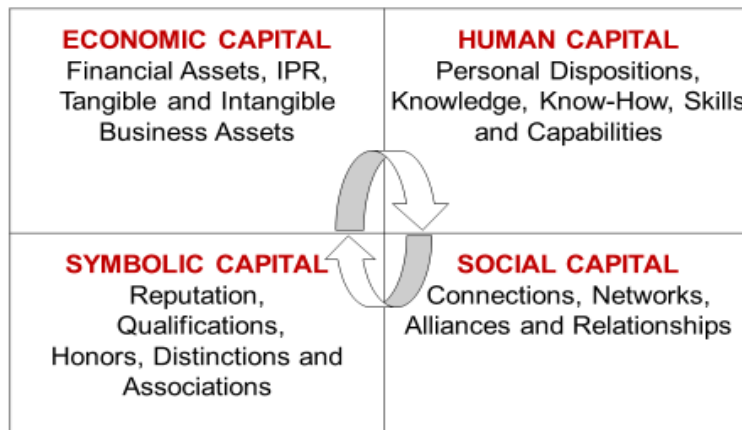 ECONOMIC CAPITAL
Financial Assets, IPR,
Tangible and Intangible
Business Assets
HUMAN CAPITAL
Personal Dispositions,
Knowledge, Know-How, Skills
and Capabilities
SYMBOLIC CAPITAL
Reputation,
Qualifications,
Honors, Distinctions and
Associations
SOCIAL CAPITAL
Connections, Networks,
Alliances and Relationships